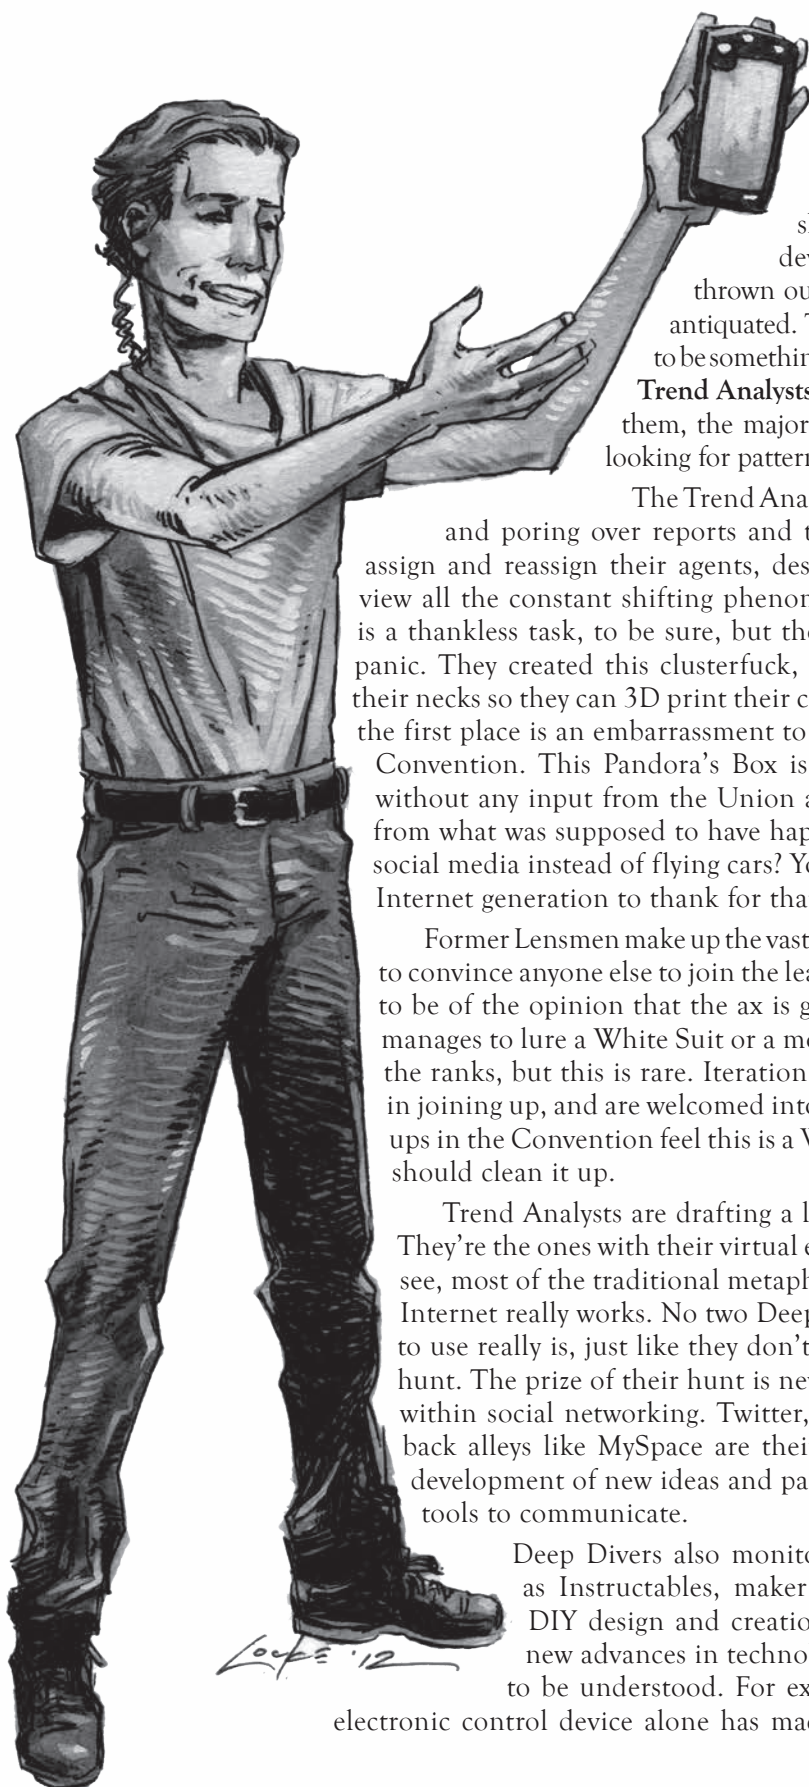 sl
dev
thrown ou
antiquated. T
to be somethin
Trend Analysts
them, the major
looking for pattern
The Trend Ana
and poring over reports and t
assign and reassign their agents, des
view all the constant shifting phenor
is a thankless task, to be sure, but the
panic. They created this clusterfuck,
their necks so they can 3D print their c
the first place is an embarrassment to
Convention. This Pandora’s Box is
without any input from the Union a
from what was supposed to have hap
social media instead of flying cars? Yo
Internet generation to thank for tha
Former Lensmen make up the vast
to convince anyone else to join the lea
to be of the opinion that the ax is g
manages to lure a White Suit or a mo
the ranks, but this is rare. Iteration
in joining up, and are welcomed into
ups in the Convention feel this is a V
should clean it up.
Trend Analysts are drafting a l
They’re the ones with their virtual e
see, most of the traditional metaph
Internet really works. No two Deep
to use really is, just like they don’t
hunt. The prize of their hunt is nev
within social networking. Twitter,
back alleys like MySpace are thei
development of new ideas and pa
tools to communicate.
Deep Divers also monito
as Instructables, maker
DIY design and creatio
new advances in techno
to be understood. For ex
electronic control device alone has mad
Locke '12